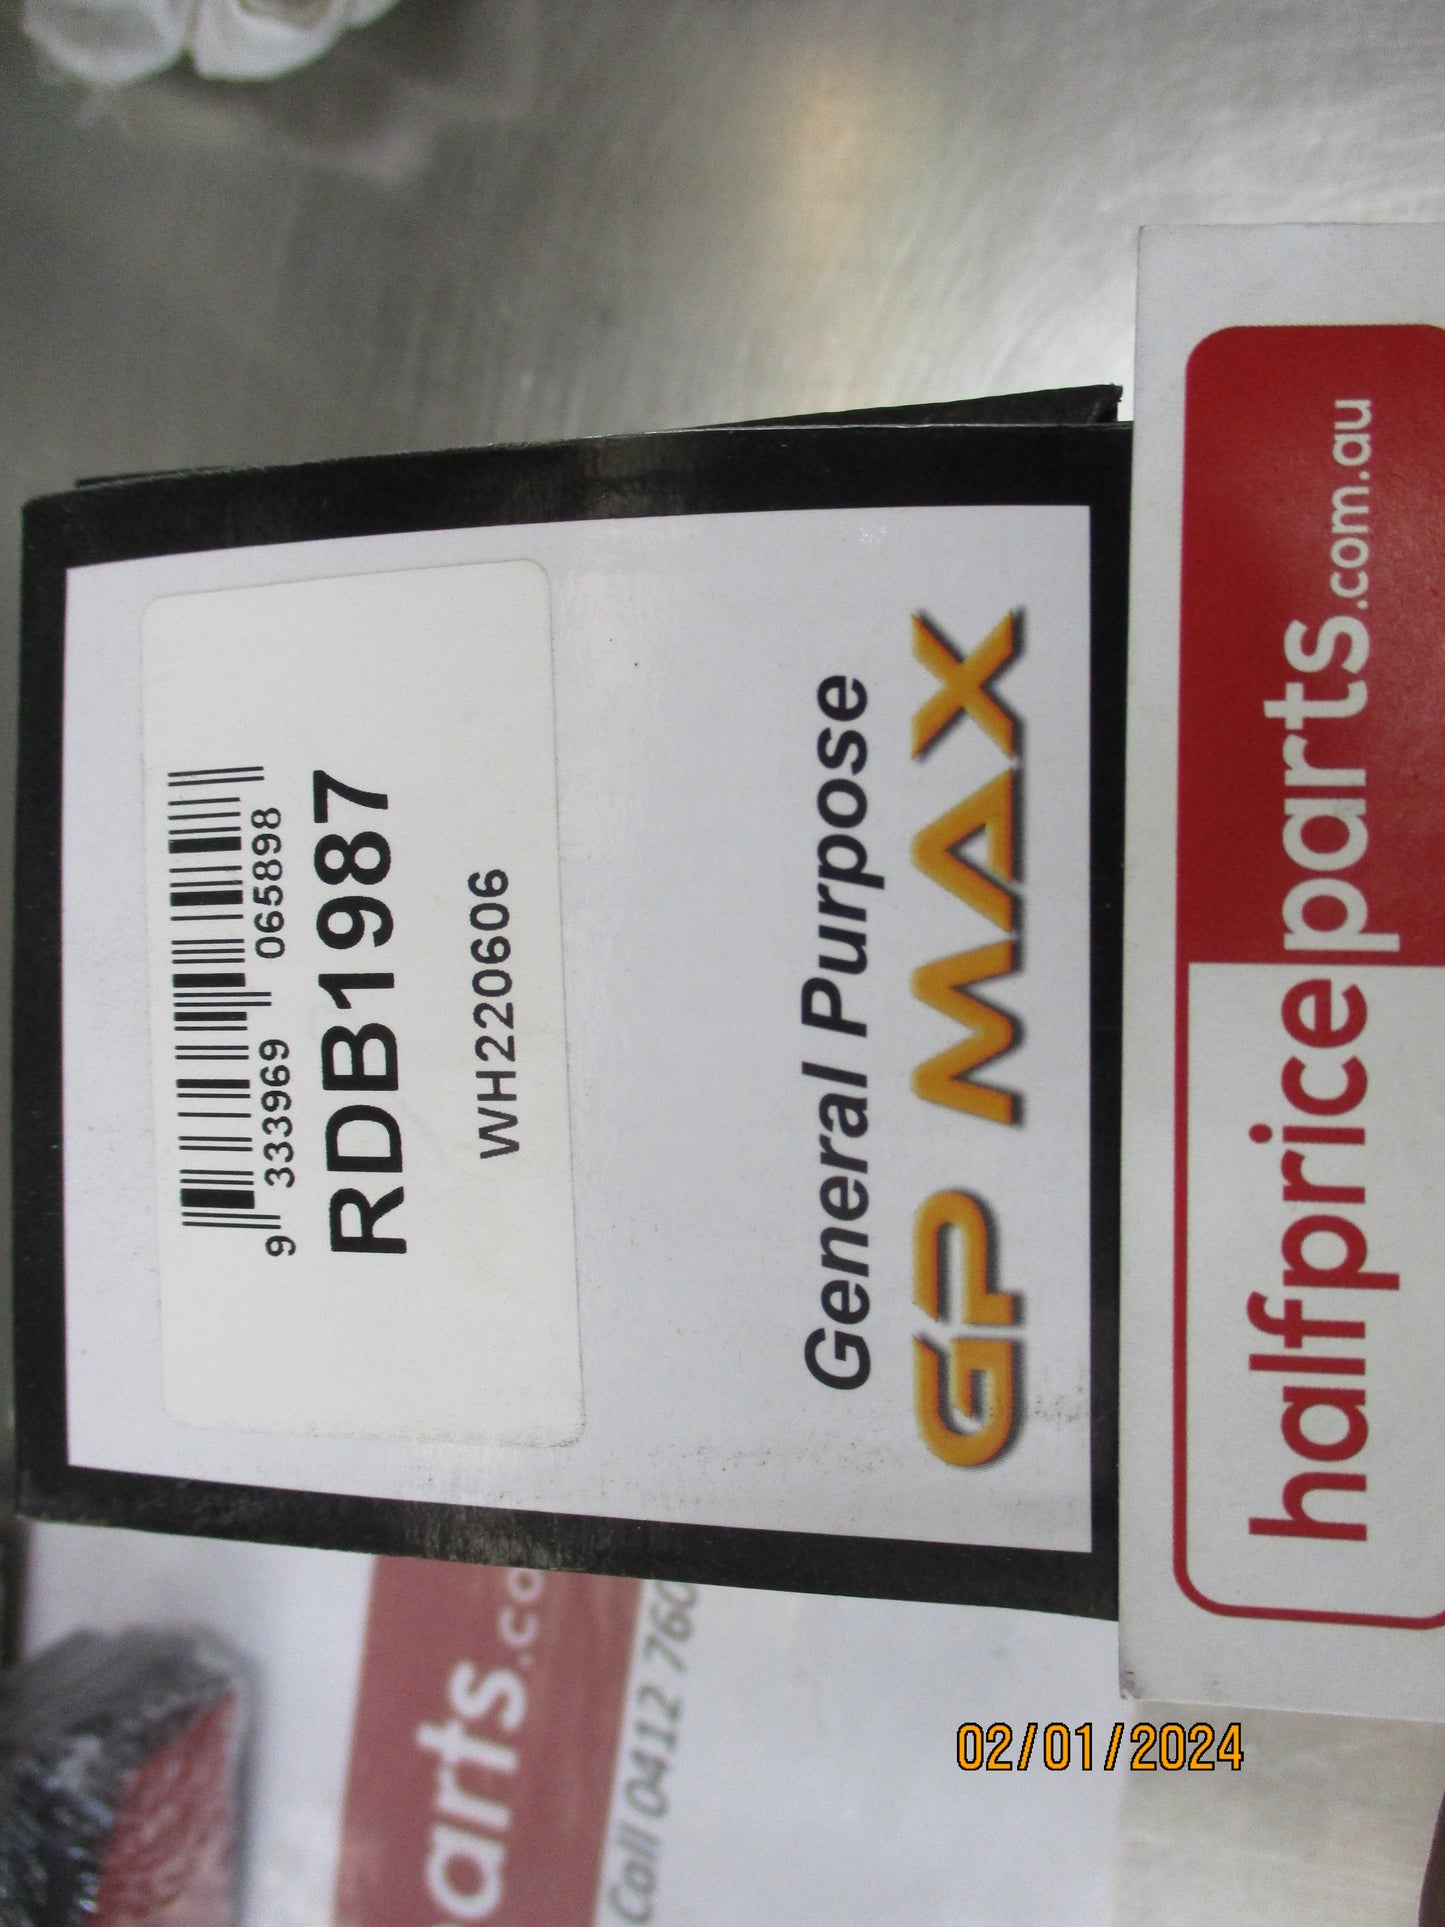 9 333969 065898
RDB1987
WH220606
General Purpose
GP MAX
halfpriceparts.com.au
arts.co
Call 0412 760
02/01/2024